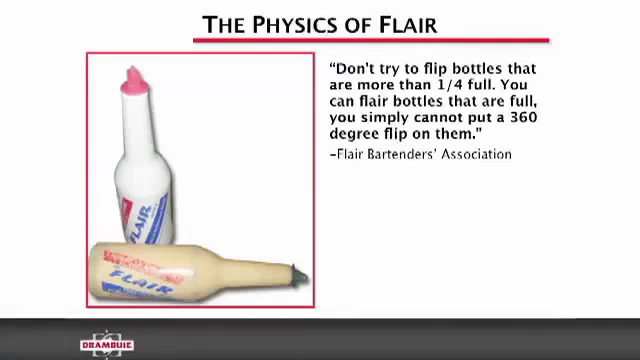 THE PHYSICS OF FLAIR
“Don't try to flip bottles that
are more than 1/4 full. You
can flair bottles that are full,
you simply cannot put a 360
degree flip on them.”
–Flair Bartenders’ Association
FLAIR
FLAIR
DRAMBUIE